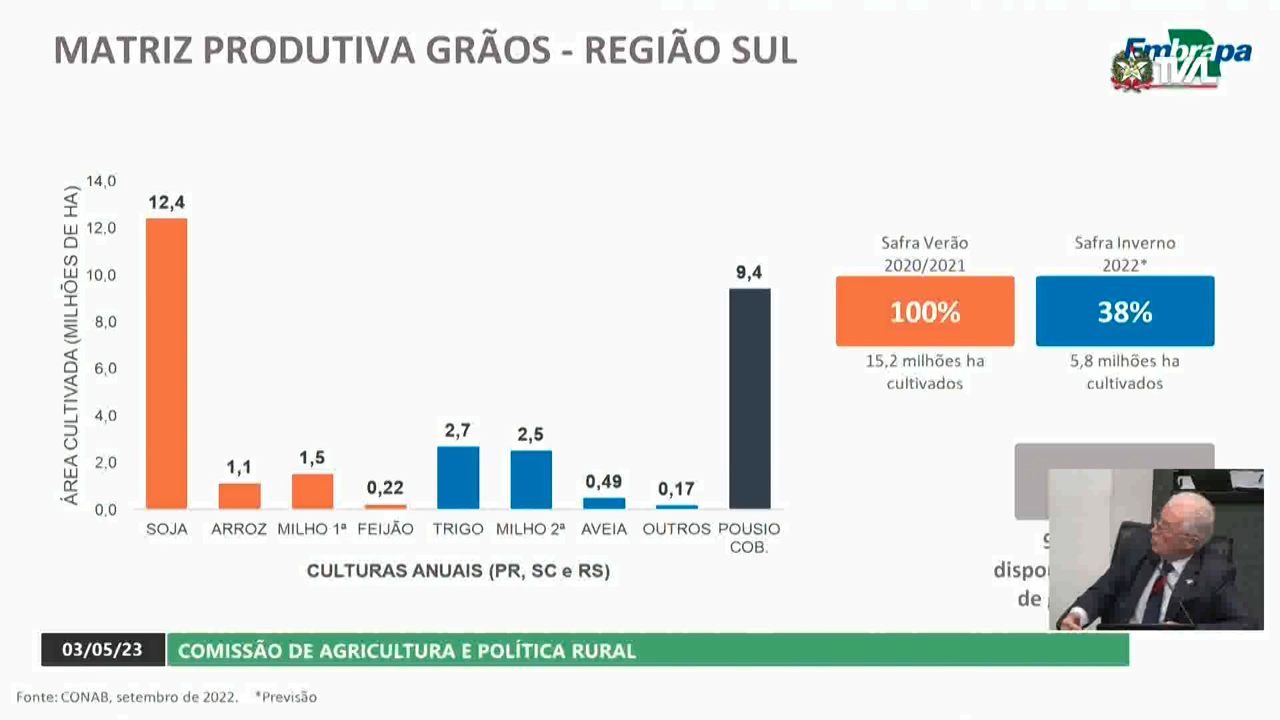 MATRIZ PRODUTIVA GRÃOS - REGIÃO SUL
Embrapa
TVAL
ÁREA CULTIVADA (MILHÕES DE HA)
14,0
12,0
10,0
8,0
6,0
4,0
2,0
0,0
12,4
1,1
1,5
0,22
2,7
2,5
0,49
0,17
9,4
SOJA
ARROZ
MILHO 1ª
FEIJÃO
TRIGO
MILHO 2ª
AVEIA
OUTROS
POUSIO
COB.
CULTURAS ANUAIS (PR, SC e RS)
Safra Verão
2020/2021
100%
15,2 milhões ha
cultivados
Safra Inverno
2022*
38%
5,8 milhões ha
cultivados
de
03/05/23
COMISSÃO DE AGRICULTURA E POLÍTICA RURAL
Fonte: CONAB, setembro de 2022. *Previsão